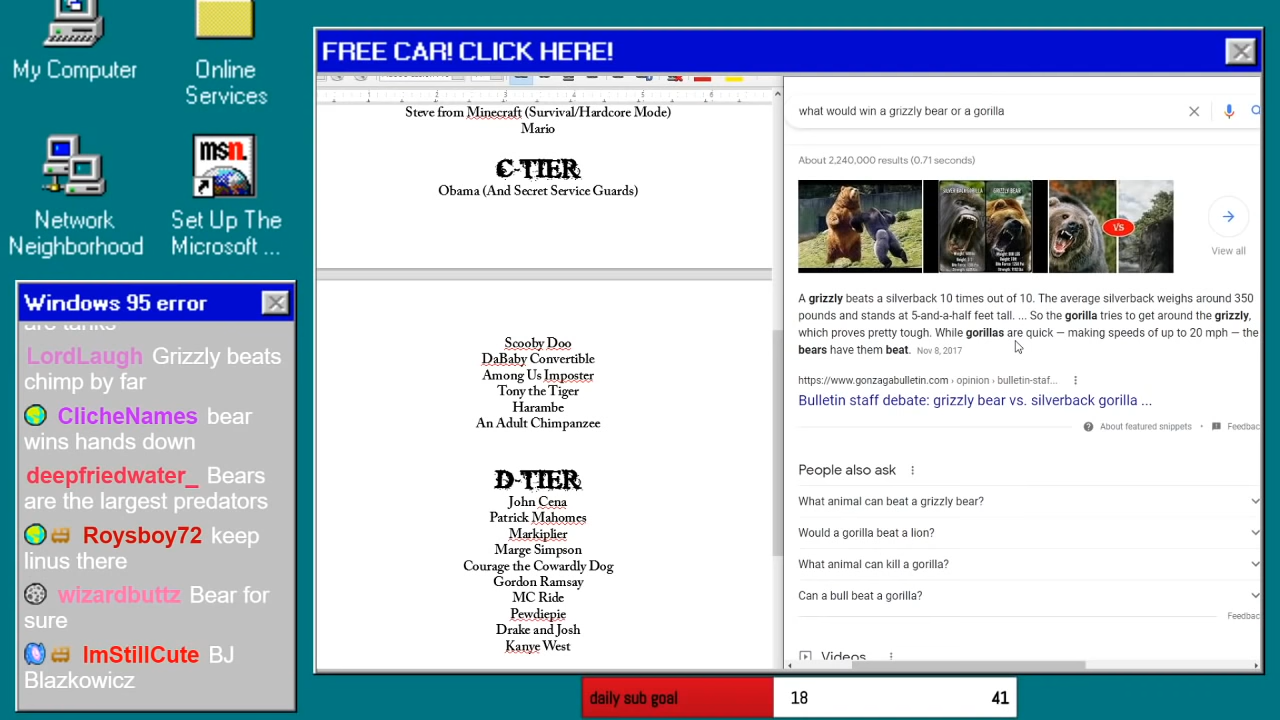 My Computer
Online
Services
Network
Neighborhood
msn.
Set Up The
Microsoft ...
Windows 95 error
are tanks
LordLaugh Grizzly beats
chimp by far
ClicheNames bear
wins hands down
deepfriedwater_ Bears
are the largest predators
Roysboy72 keep
linus there
wizardbuttz Bear for
sure
ImStillCute BJ
Blazkowicz
FREE CAR! CLICK HERE!
Steve from Minecraft (Survival/Hardcore Mode)
Mario
C-TIER
Obama (And Secret Service Guards)
Scooby Doo
DaBaby Convertible
Among Us Imposter
Tony the Tiger
Harambe
An Adult Chimpanzee
D-TIER
John Cena
Patrick Mahomes
Markiplier
Marge Simpson
Courage the Cowardly Dog
Gordon Ramsay
MC Ride
Pewdiepie
Drake and Josh
Kanye West
what would win a grizzly bear or a gorilla
About 2,240,000 results (0.71 seconds)
SILVERBACK GORILLA
GRIZZLY BEAR
VS
View all
A grizzly beats a silverback 10 times out of 10. The average silverback weighs around 350
pounds and stands at 5-and-a-half feet tall. ... So the gorilla tries to get around the grizzly,
which proves pretty tough. While gorillas are quick — making speeds of up to 20 mph — the
bears have them beat. Nov 8, 2017
https://www.gonzagabulletin.com › opinion › bulletin-staf...
Bulletin staff debate: grizzly bear vs. silverback gorilla ...
About featured snippets • Feedbac
People also ask
What animal can beat a grizzly bear?
Would a gorilla beat a lion?
What animal can kill a gorilla?
Can a bull beat a gorilla?
Feedbac
Videos
daily sub goal 18 41